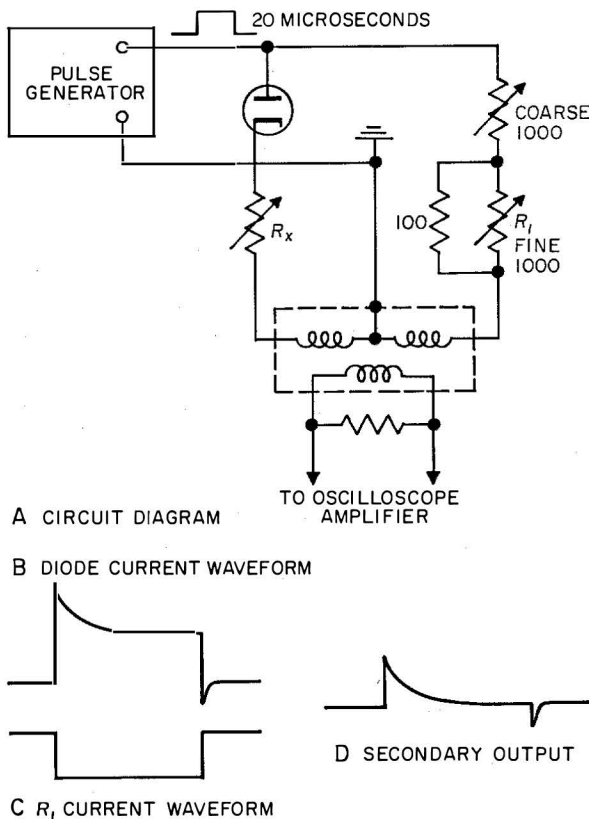 20 MICROSECONDS
PULSE
GENERATOR
COARSE
1000
Rx
100
R1
FINE
1000
TO OSCILLOSCOPE
AMPLIFIER
A CIRCUIT DIAGRAM
B DIODE CURRENT WAVEFORM
D SECONDARY OUTPUT
C R1 CURRENT WAVEFORM